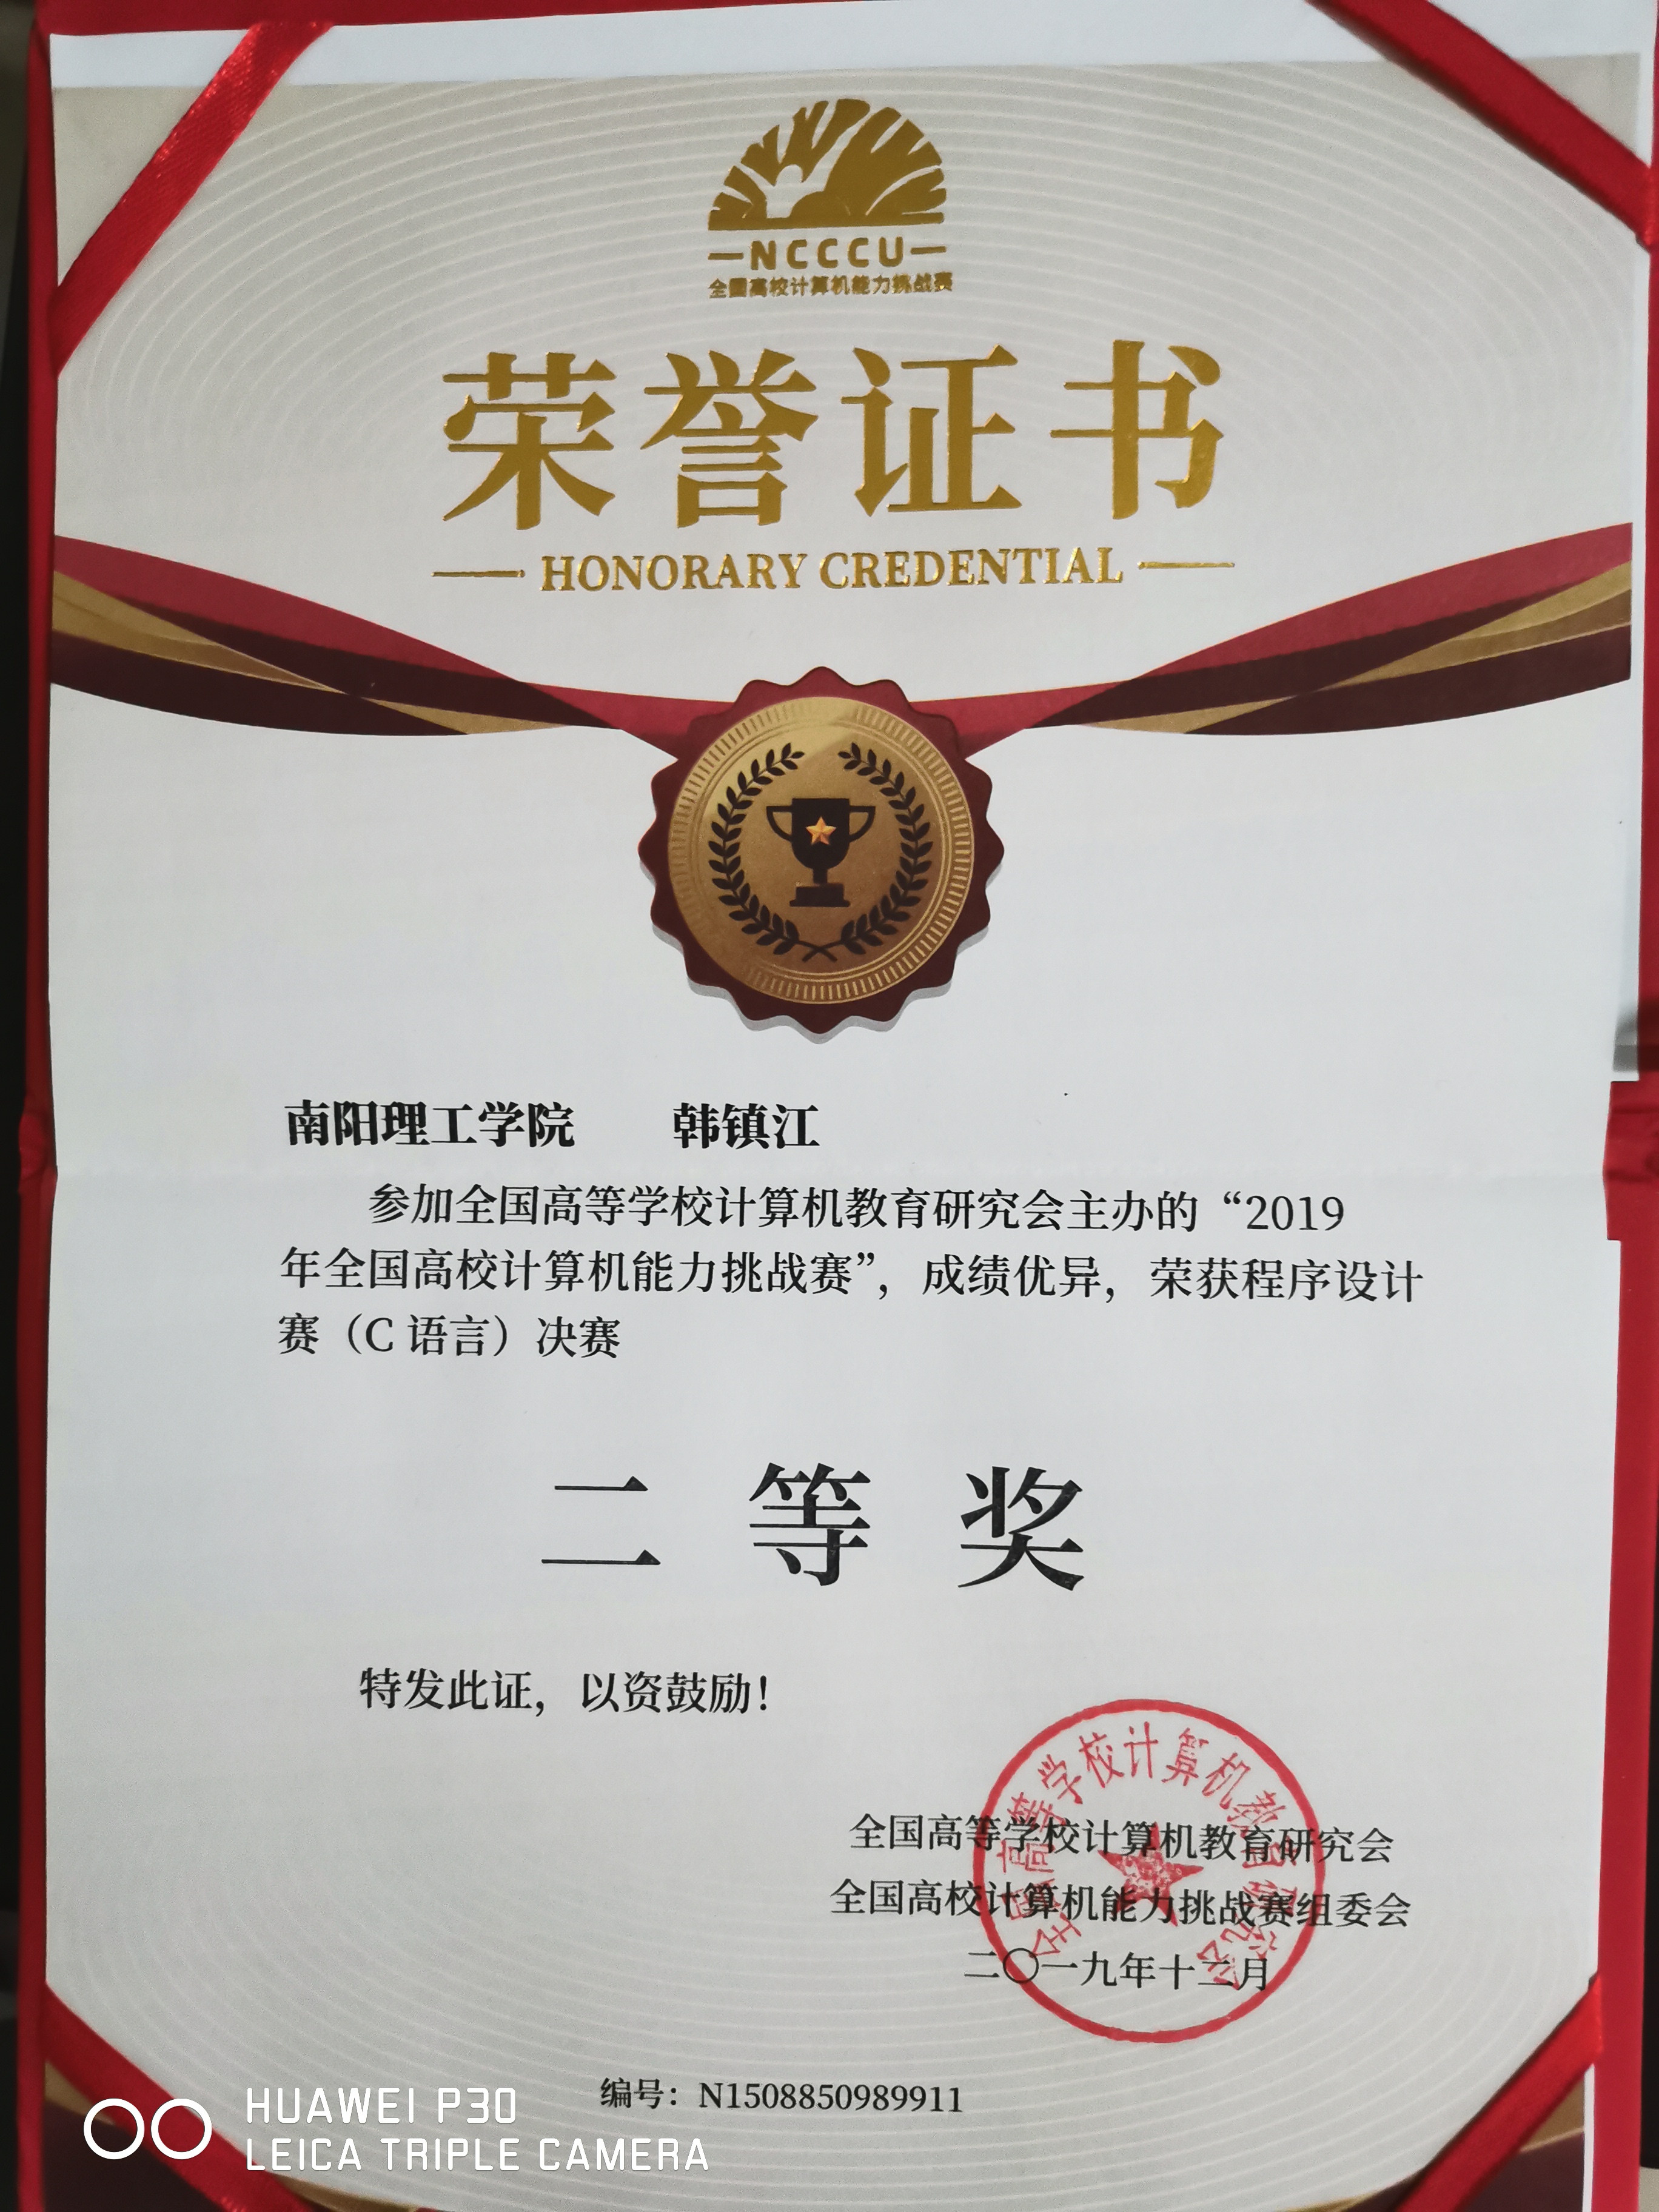 NCCCU
全国高校计算机能力挑战赛
荣誉证书
HONORARY CREDENTIAL
南阳理工学院 韩镇江
参加全国高等学校计算机教育研究会主办的“2019
年全国高校计算机能力挑战赛”，成绩优异，荣获程序设计
赛（C 语言）决赛
二等奖
特发此证，以资鼓励！
全国高等学校计算机教育研究会
全国高校计算机能力挑战赛组委会
二〇一九年十二月
全国高等学校计算机教育研究会
编号：N1508850989911
HUAWEI P30
LEICA TRIPLE CAMERA